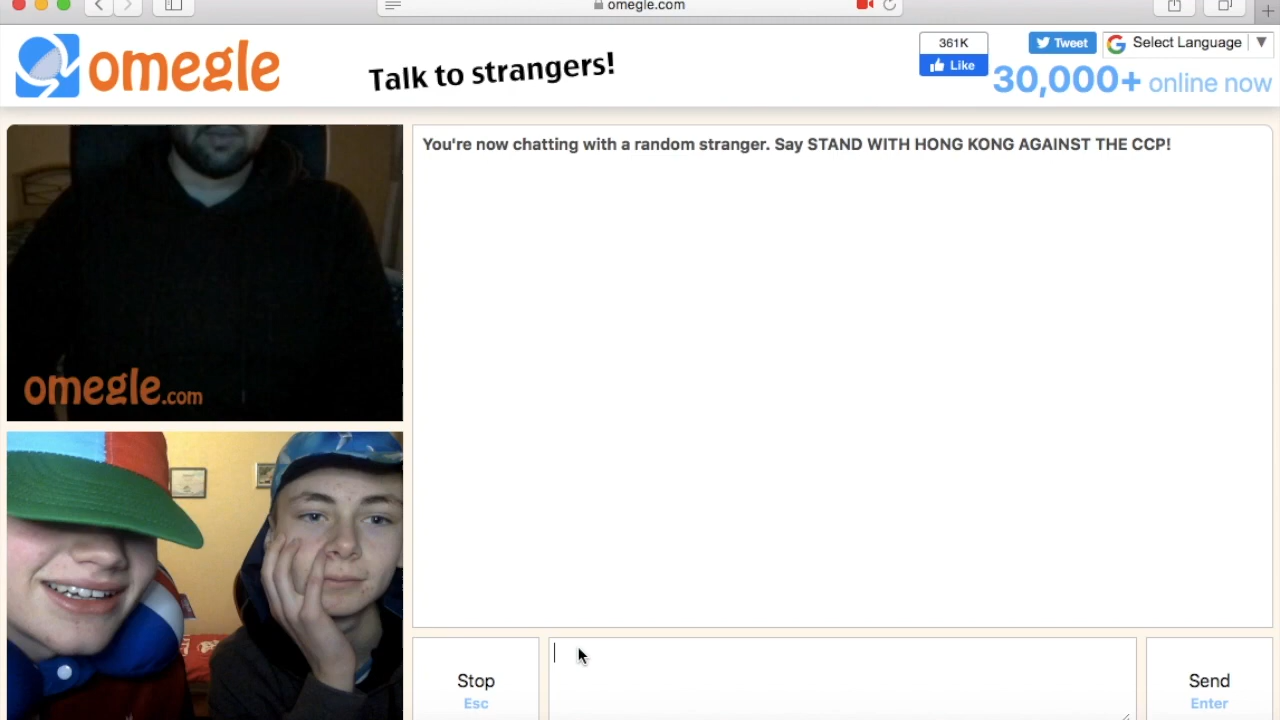 omegle.com
omegle
Talk to strangers!
361K
Like
Tweet
Select Language
30,000+ online now
You're now chatting with a random stranger. Say STAND WITH HONG KONG AGAINST THE CCP!
omegle.com
Stop
Esc
Send
Enter